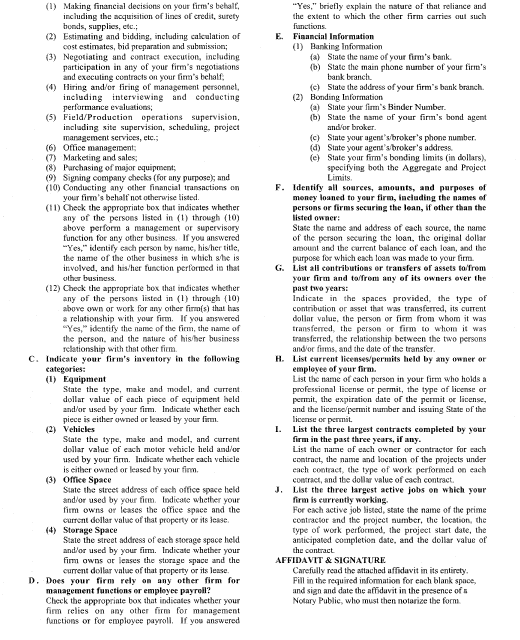 (1) Making financial decisions on your firm's behalf,
including the acquisition of lines of credit, surety
bonds, supplies, etc.;
(2) Estimating and bidding, including calculation of
cost estimates, bid preparation and submission;
(3) Negotiating and contract execution, including
participation in any of your firm's negotiations
and executing contracts on your firm's behalf;
(4) Hiring and/or firing of management personnel,
including interviewing and conducting
performance evaluations;
(5) Field/Production operations supervision,
including site supervision, scheduling, project
management services, etc.;
(6) Office management;
(7) Marketing and sales;
(8) Purchasing of major equipment;
(9) Signing company checks (for any purpose); and
(10) Conducting any other financial transactions on
your firm's behalf not otherwise listed.
(11) Check the appropriate box that indicates whether
any of the persons listed in (1) through (10)
above perform a management or supervisory
function for any other business. If you answered
"Yes," identify each person by name, his/her title,
the name of the other business in which s/he is
involved, and his/her function performed in that
other business.
(12) Check the appropriate box that indicates whether
any of the persons listed in (1) through (10)
above own or work for any other firm(s) that has
a relationship with your firm. If you answered
"Yes," identify the name of the firm, the name of
the person, and the nature of his/her business
relationship with that other firm.
C. Indicate your firm's inventory in the following
categories:
(1) Equipment
State the type, make and model, and current
dollar value of each piece of equipment held
and/or used by your firm. Indicate whether each
piece is either owned or leased by your firm.
(2) Vehicles
State the type, make and model, and current
dollar value of each motor vehicle held and/or
used by your firm. Indicate whether each vehicle
is either owned or leased by your firm.
(3) Office Space
State the street address of each office space held
and/or used by your firm. Indicate whether your
firm owns or leases the office space and the
current dollar value of that property or its lease.
(4) Storage Space
State the street address of each storage space held
and/or used by your firm. Indicate whether your
firm owns or leases the storage space and the
current dollar value of that property or its lease.
D. Does your firm rely on any other firm for
management functions or employee payroll?
Check the appropriate box that indicates whether your
firm relies on any other firm for management
functions or for employee payroll. If you answered
"Yes," briefly explain the nature of that reliance and
the extent to which the other firm carries out such
functions.
E. Financial Information
(1) Banking Information
(a) State the name of your firm's bank.
(b) State the main phone number of your firm's
bank branch.
(c) State the address of your firm's bank branch.
(2) Bonding Information
(a) State your firm's Binder Number.
(b) State the name of your firm's bond agent
and/or broker.
(c) State your agent's/broker's phone number.
(d) State your agent's/broker's address.
(e) State your firm's bonding limits (in dollars),
specifying both the Aggregate and Project
Limits.
F. Identify all sources, amounts, and purposes of
money loaned to your firm, including the names of
persons or firms securing the loan, if other than the
listed owner:
State the name and address of each source, the name
of the person securing the loan, the original dollar
amount and the current balance of each loan, and the
purpose for which each loan was made to your firm.
G. List all contributions or transfers of assets to/from
your firm and to/from any of its owners over the
past two years:
Indicate in the spaces provided, the type of
contribution or asset that was transferred, its current
dollar value, the person or firm from whom it was
transferred, the person or firm to whom it was
transferred, the relationship between the two persons
and/or firms, and the date of the transfer.
H. List current licenses/permits held by any owner or
employee of your firm.
List the name of each person in your firm who holds a
professional license or permit, the type of license or
permit, the expiration date of the permit or license,
and the license/permit number and issuing State of the
license or permit.
I. List the three largest contracts completed by your
firm in the past three years, if any.
List the name of each owner or contractor for each
contract, the name and location of the projects under
each contract, the type of work performed on each
contract, and the dollar value of each contract.
J. List the three largest active jobs on which your
firm is currently working.
For each active job listed, state the name of the prime
contractor and the project number, the location, the
type of work performed, the project start date, the
anticipated completion date, and the dollar value of
the contract.
AFFIDAVIT & SIGNATURE
Carefully read the attached affidavit in its entirety.
Fill in the required information for each blank space,
and sign and date the affidavit in the presence of a
Notary Public, who must then notarize the form.